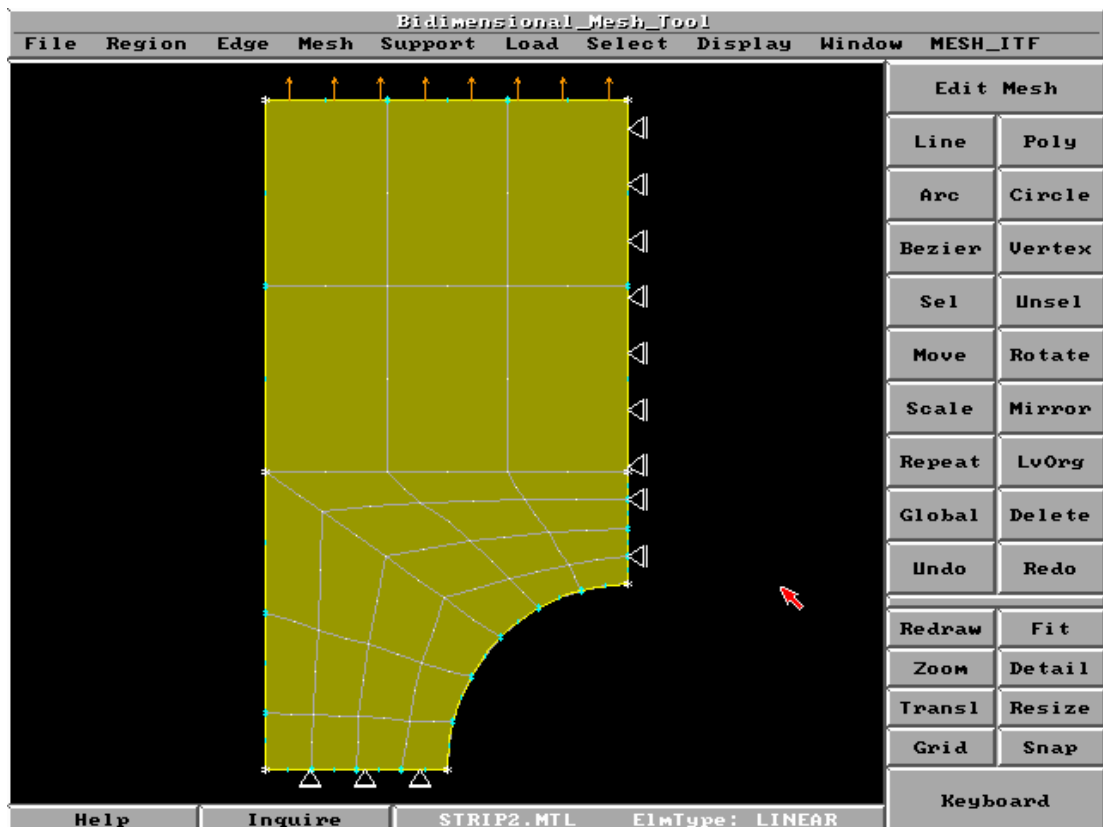 Bidimensional_Mesh_Tool
File Region Edge Mesh Support Load Select Display Window MESH_ITF
Edit Mesh
Line Poly
Arc Circle
Bezier Vertex
Sel Unsel
Move Rotate
Scale Mirror
Repeat LvOrg
Global Delete
Undo Redo
Redraw Fit
Zoom Detail
Transl Resize
Grid Snap
Keyboard
Help Inquire STRIP2.MTL ElmType: LINEAR